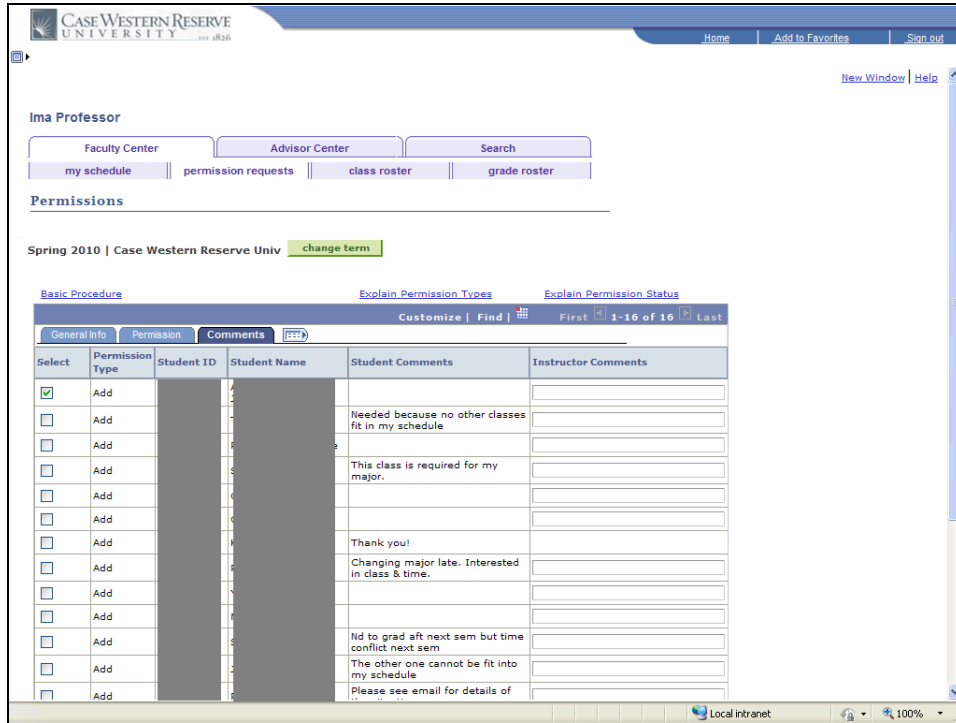 CASE WESTERN RESERVE
UNIVERSITY EST 1826
Home Add to Favorites Sign out
New Window Help
Ima Professor
Faculty Center Advisor Center Search
my schedule permission requests class roster grade roster
Permissions
Spring 2010 | Case Western Reserve Univ change term
Basic Procedure Explain Permission Types Explain Permission Status
Customize | Find | First 1-16 of 16 Last
General Info Permission Comments
Select Permission Type Student ID Student Name Student Comments Instructor Comments
Add
Add Needed because no other classes
fit in my schedule
Add
Add This class is required for my
major.
Add
Add
Add Thank you!
Add Changing major late. Interested
in class & time.
Add
Add
Add Nd to grad aft next sem but time
conflict next sem
Add The other one cannot be fit into
my schedule
Add Please see email for details of
Local intranet 100%